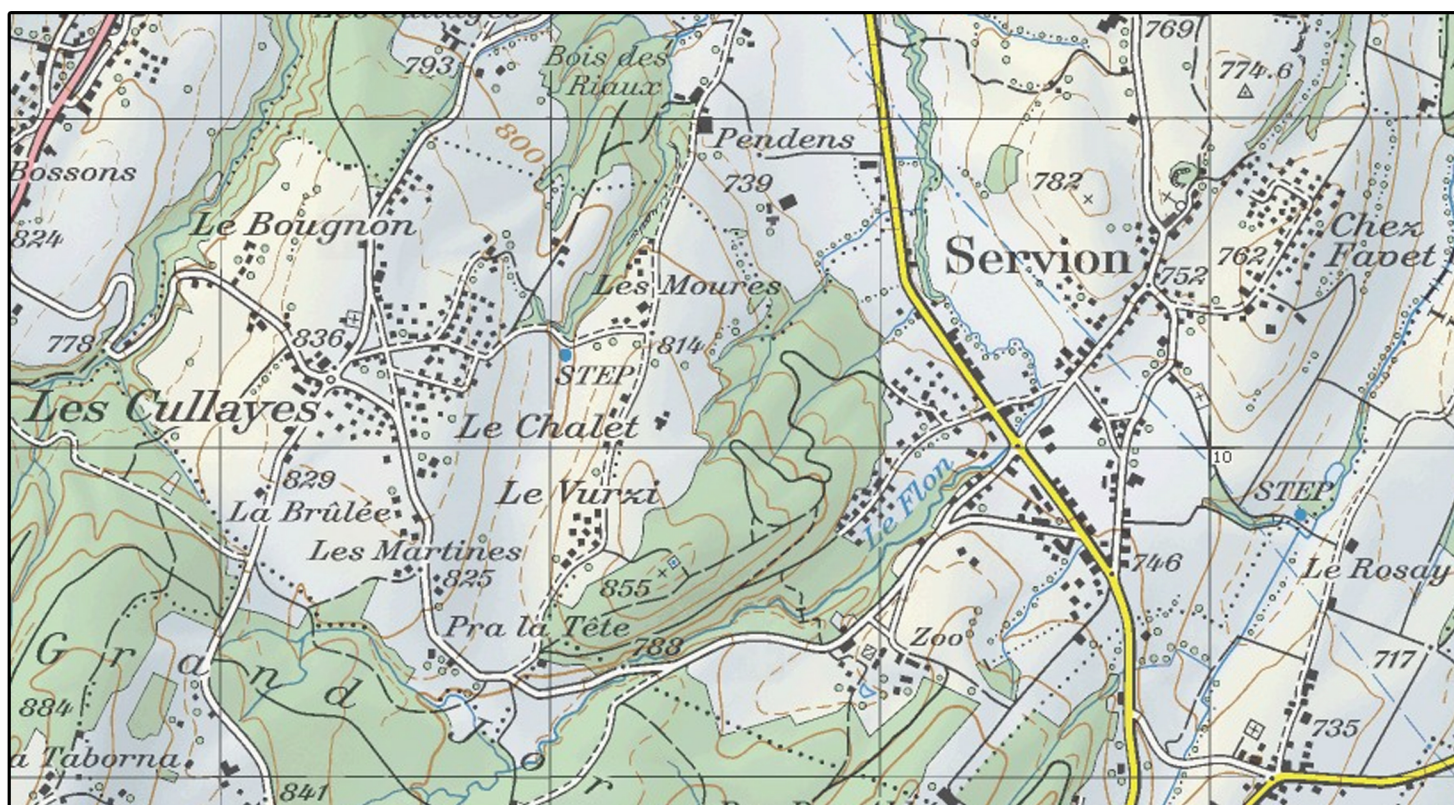 793
Bois des
Riaux
769
774.6
800
Pendens
Bossons
739
782
824
Le Bougnon
Chez
Favet
Servion
762
752
Les Moures
778
836
814
STEP
Les Cullayes
Le Chalet
10
829
Le Vurzi
Le Flon
STEP
La Brûlée
Les Martines
825
855
746
Le Rosay
Pra la Tête
788
Zoo
717
Grand Jor
884
735
a Taborna
841